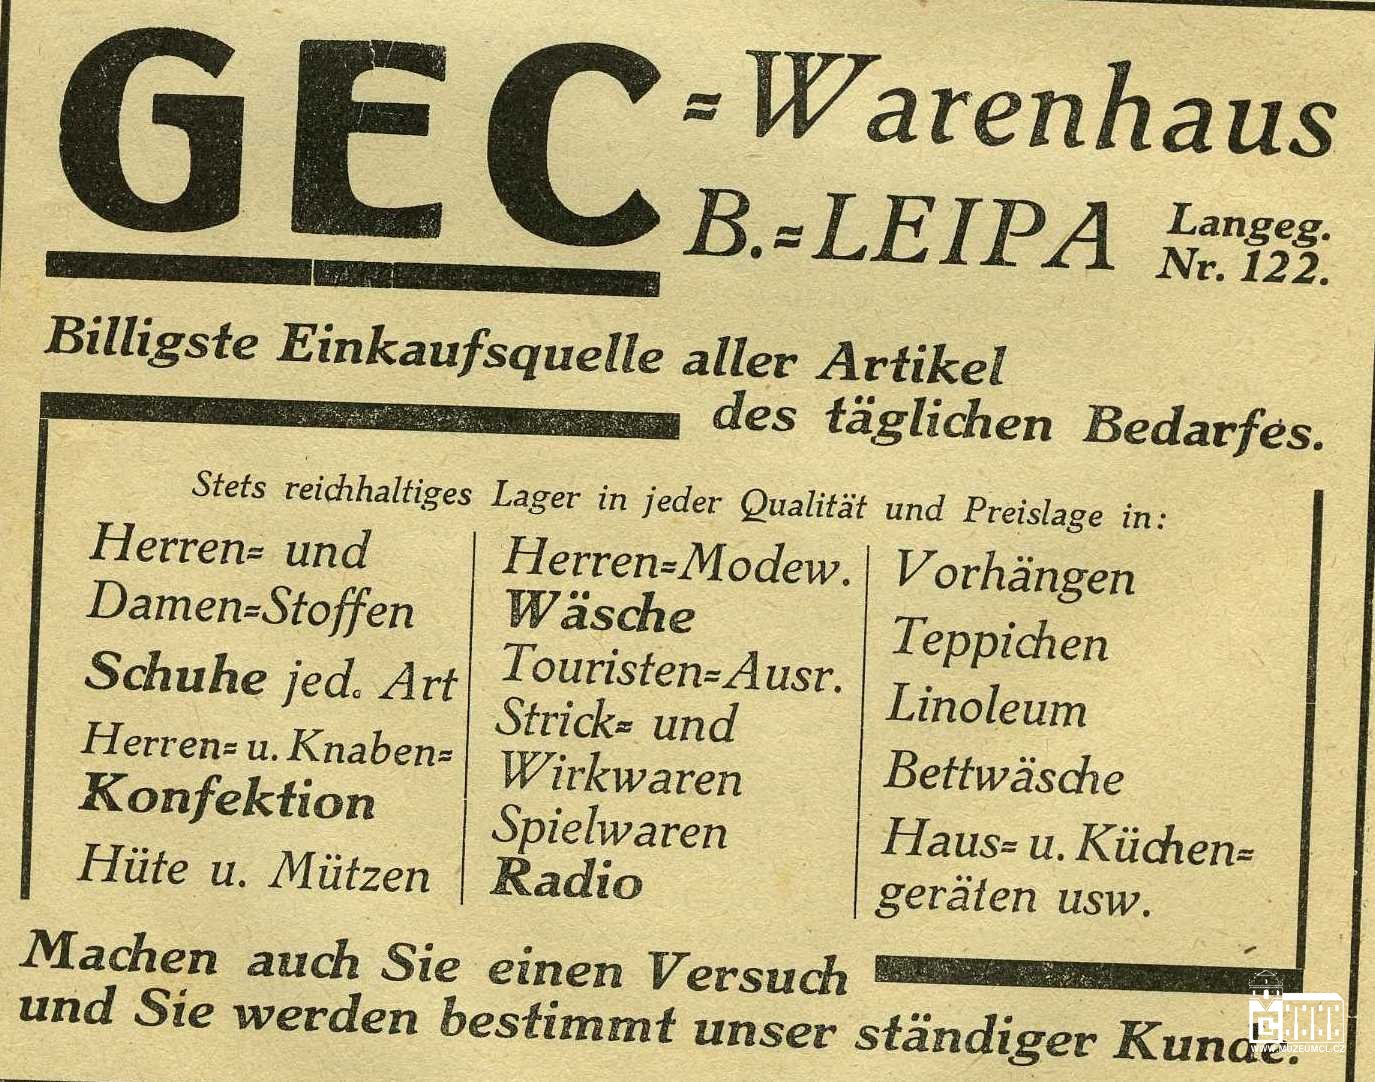 GEC=Warenhaus
B.=LEIPA Langeg.
Nr. 122.
Billigste Einkaufsquelle aller Artikel
des täglichen Bedarfes.
Stets reichhaltiges Lager in jeder Qualität und Preislage in:
Herren= und
Damen=Stoffen
Schuhe jed. Art
Herren= u. Knaben=
Konfektion
Hüte u. Mützen
Herren=Modew.
Wäsche
Touristen=Ausr.
Strick= und
Wirkwaren
Spielwaren
Radio
Vorhängen
Teppichen
Linoleum
Bettwäsche
Haus= u. Küchen=
geräten usw.
Machen auch Sie einen Versuch
und Sie werden bestimmt unser ständiger Kunde.
WWW.MUZEUMCL.CZ